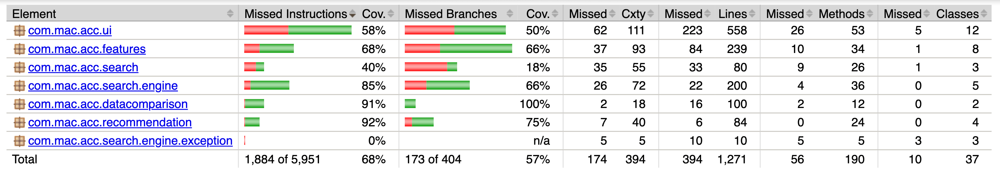 Element Missed Instructions Cov. Missed Branches Cov. Missed Cxty Missed Lines Missed Methods Missed Classes
com.mac.acc.ui 58% 50% 62 111 223 558 26 53 5 12
com.mac.acc.features 68% 66% 37 93 84 239 10 34 1 8
com.mac.acc.search 40% 18% 35 55 33 80 9 26 1 3
com.mac.acc.search.engine 85% 66% 26 72 22 200 4 36 0 5
com.mac.acc.datacomparison 91% 100% 2 18 16 100 2 12 0 2
com.mac.acc.recommendation 92% 75% 7 40 6 84 0 24 0 4
com.mac.acc.search.engine.exception 0% n/a 5 5 10 10 5 5 3 3
Total 1,884 of 5,951 68% 173 of 404 57% 174 394 394 1,271 56 190 10 37